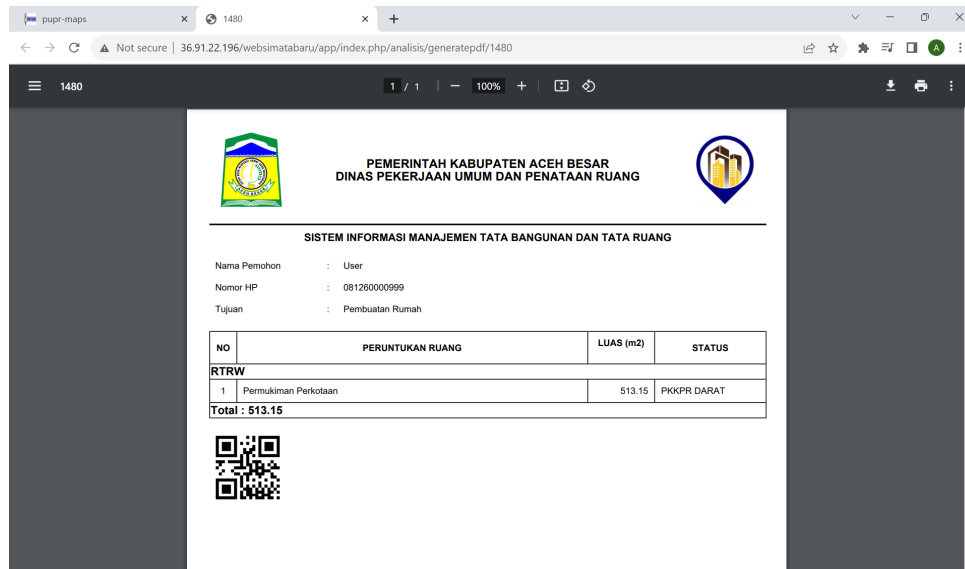 pupr-maps
1480
Not secure | 36.91.22.196/websimatabaru/app/index.php/analisis/generatepdf/1480
A
1480
1 / 1
100%
PEMERINTAH KABUPATEN ACEH BESAR
DINAS PEKERJAAN UMUM DAN PENATAAN RUANG
ACEH BESAR
SISTEM INFORMASI MANAJEMEN TATA BANGUNAN DAN TATA RUANG
Nama Pemohon : User
Nomor HP : 081260000999
Tujuan : Pembuatan Rumah
NO PERUNTUKAN RUANG LUAS (m2) STATUS
RTRW
1 Permukiman Perkotaan 513.15 PKKPR DARAT
Total : 513.15